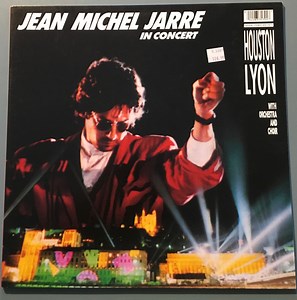 JEAN MICHEL JARRE
IN CONCERT
HOUSTON
LYON
WITH
ORCHESTRA
AND
CHOIR